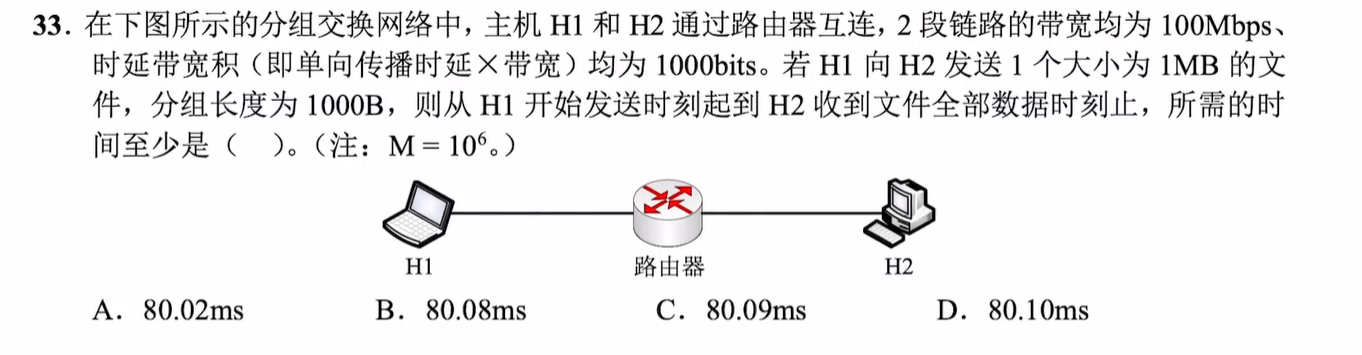 33. 在下图所示的分组交换网络中，主机 H1 和 H2 通过路由器互连，2 段链路的带宽均为 100Mbps、
时延带宽积（即单向传播时延×带宽）均为 1000bits。若 H1 向 H2 发送 1 个大小为 1MB 的文
件，分组长度为 1000B，则从 H1 开始发送时刻起到 H2 收到文件全部数据时刻止，所需的时
间至少是（ ）。（注：M = 10⁶。）
H1 路由器 H2
A. 80.02ms B. 80.08ms C. 80.09ms D. 80.10ms